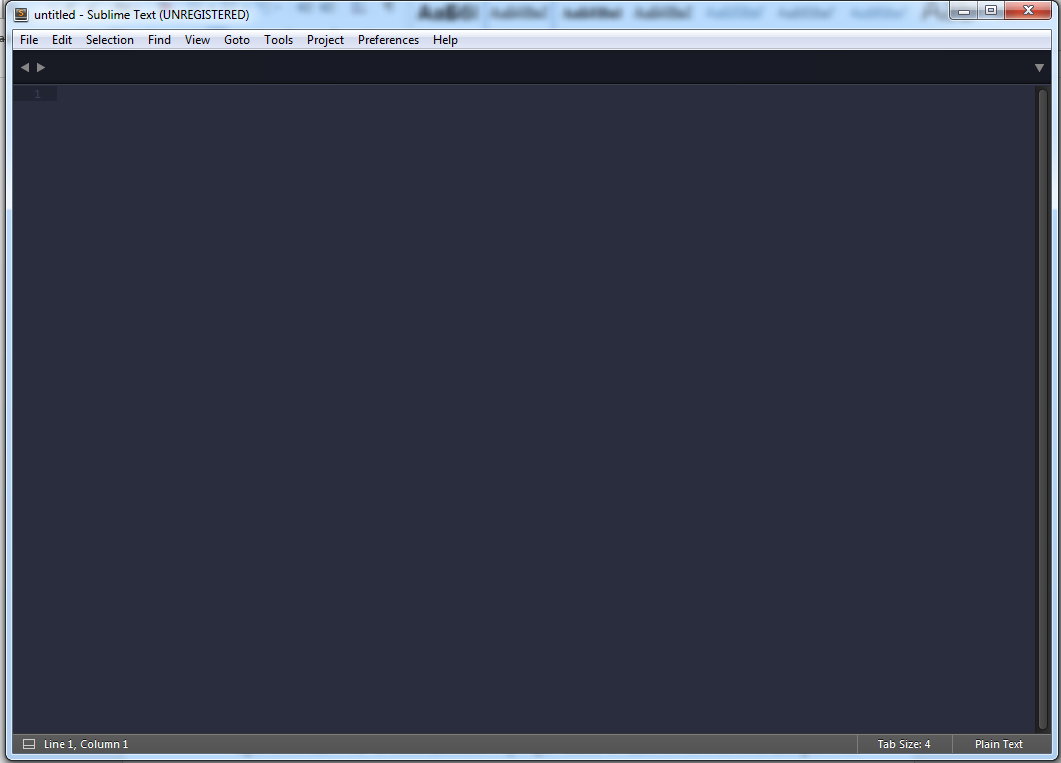 untitled - Sublime Text (UNREGISTERED)
File Edit Selection Find View Goto Tools Project Preferences Help
1
Line 1, Column 1 Tab Size: 4 Plain Text